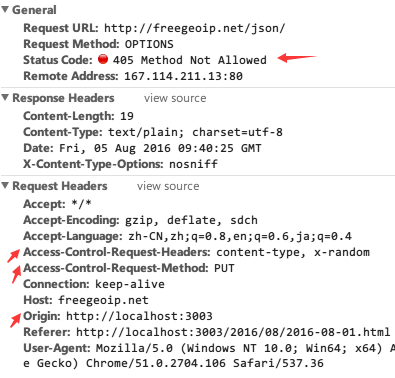 General
Request URL: http://freegeoip.net/json/
Request Method: OPTIONS
Status Code: 405 Method Not Allowed
Remote Address: 167.114.211.13:80
Response Headers view source
Content-Length: 19
Content-Type: text/plain; charset=utf-8
Date: Fri, 05 Aug 2016 09:40:25 GMT
X-Content-Type-Options: nosniff
Request Headers view source
Accept: */*
Accept-Encoding: gzip, deflate, sdch
Accept-Language: zh-CN,zh;q=0.8,en;q=0.6,ja;q=0.4
Access-Control-Request-Headers: content-type, x-random
Access-Control-Request-Method: PUT
Connection: keep-alive
Host: freegeoip.net
Origin: http://localhost:3003
Referer: http://localhost:3003/2016/08/2016-08-01.html
User-Agent: Mozilla/5.0 (Windows NT 10.0; Win64; x64) A
e Gecko) Chrome/51.0.2704.106 Safari/537.36